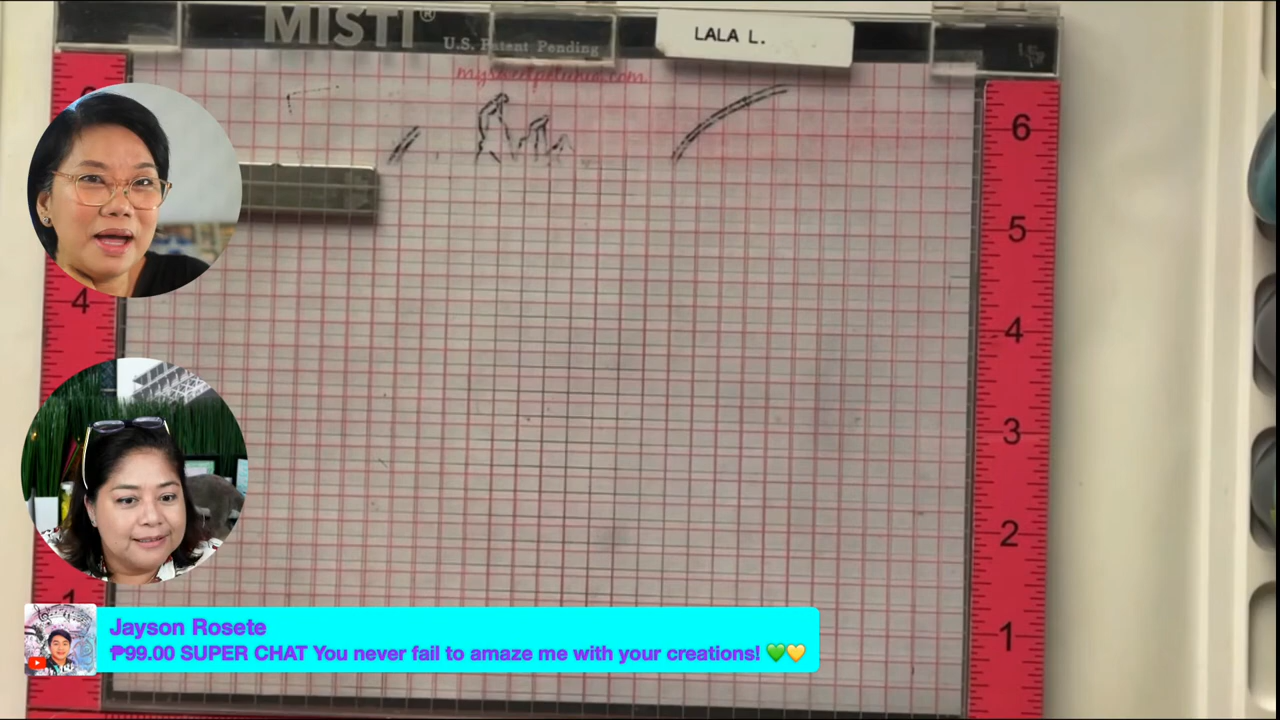 MISTI®
U.S. Patent Pending
LALA L.
mysweetpetunia.com
6
5
4
4
3
2
1
1
Jayson Rosete
₱99.00 SUPER CHAT You never fail to amaze me with your creations! 💚💛